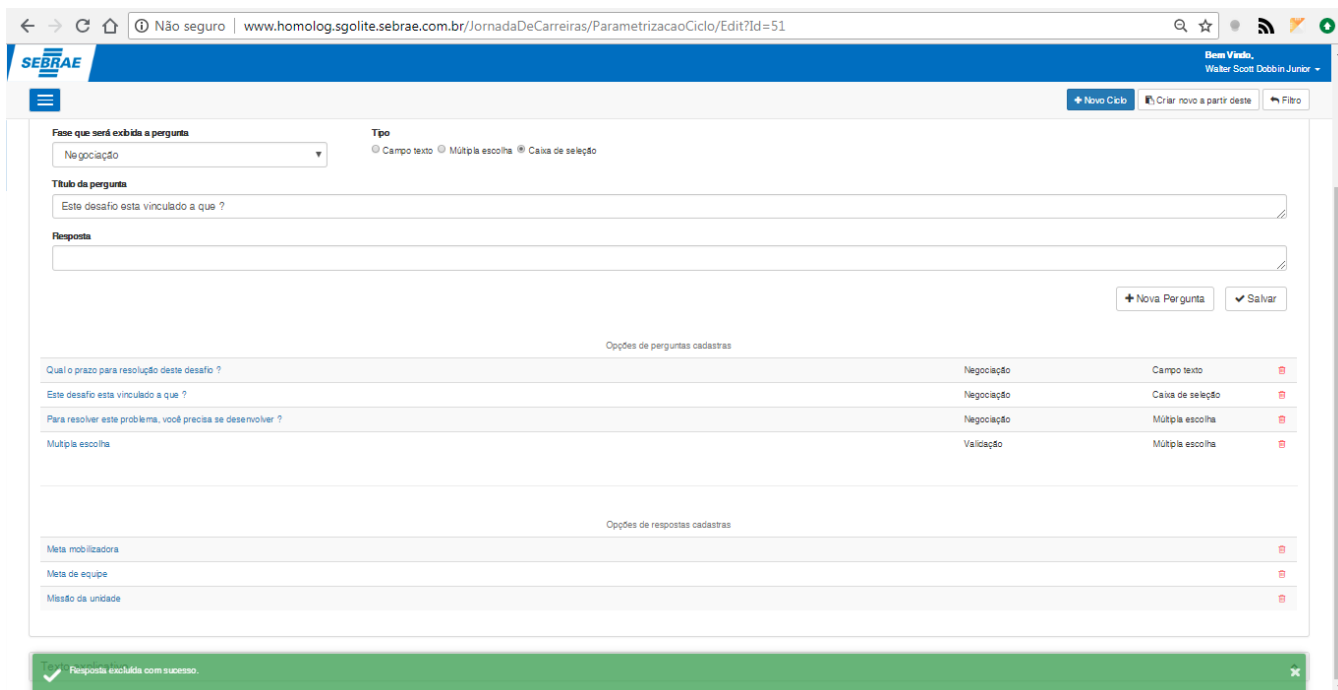 Não seguro | www.homolog.sgolite.sebrae.com.br/JornadaDeCarreiras/ParametrizacaoCiclo/Edit?Id=51
SEBRAE
Bem Vindo,
Walter Scott Dobbin Junior
Novo Ciclo Criar novo a partir deste Filtro
Fase que será exibida a pergunta Tipo
Negociação Campo texto Múltipla escolha Caixa de seleção
Título da pergunta
Este desafio esta vinculado a que ?
Resposta
Nova Pergunta Salvar
Opções de perguntas cadastras
Qual o prazo para resolução deste desafio ? Negociação Campo texto
Este desafio esta vinculado a que ? Negociação Caixa de seleção
Para resolver este problema, você precisa se desenvolver ? Negociação Múltipla escolha
Multipla escolha Validação Múltipla escolha
Opções de respostas cadastras
Meta mobilizadora
Meta de equipe
Missão da unidade
Texto explicativo
Resposta excluída com sucesso.